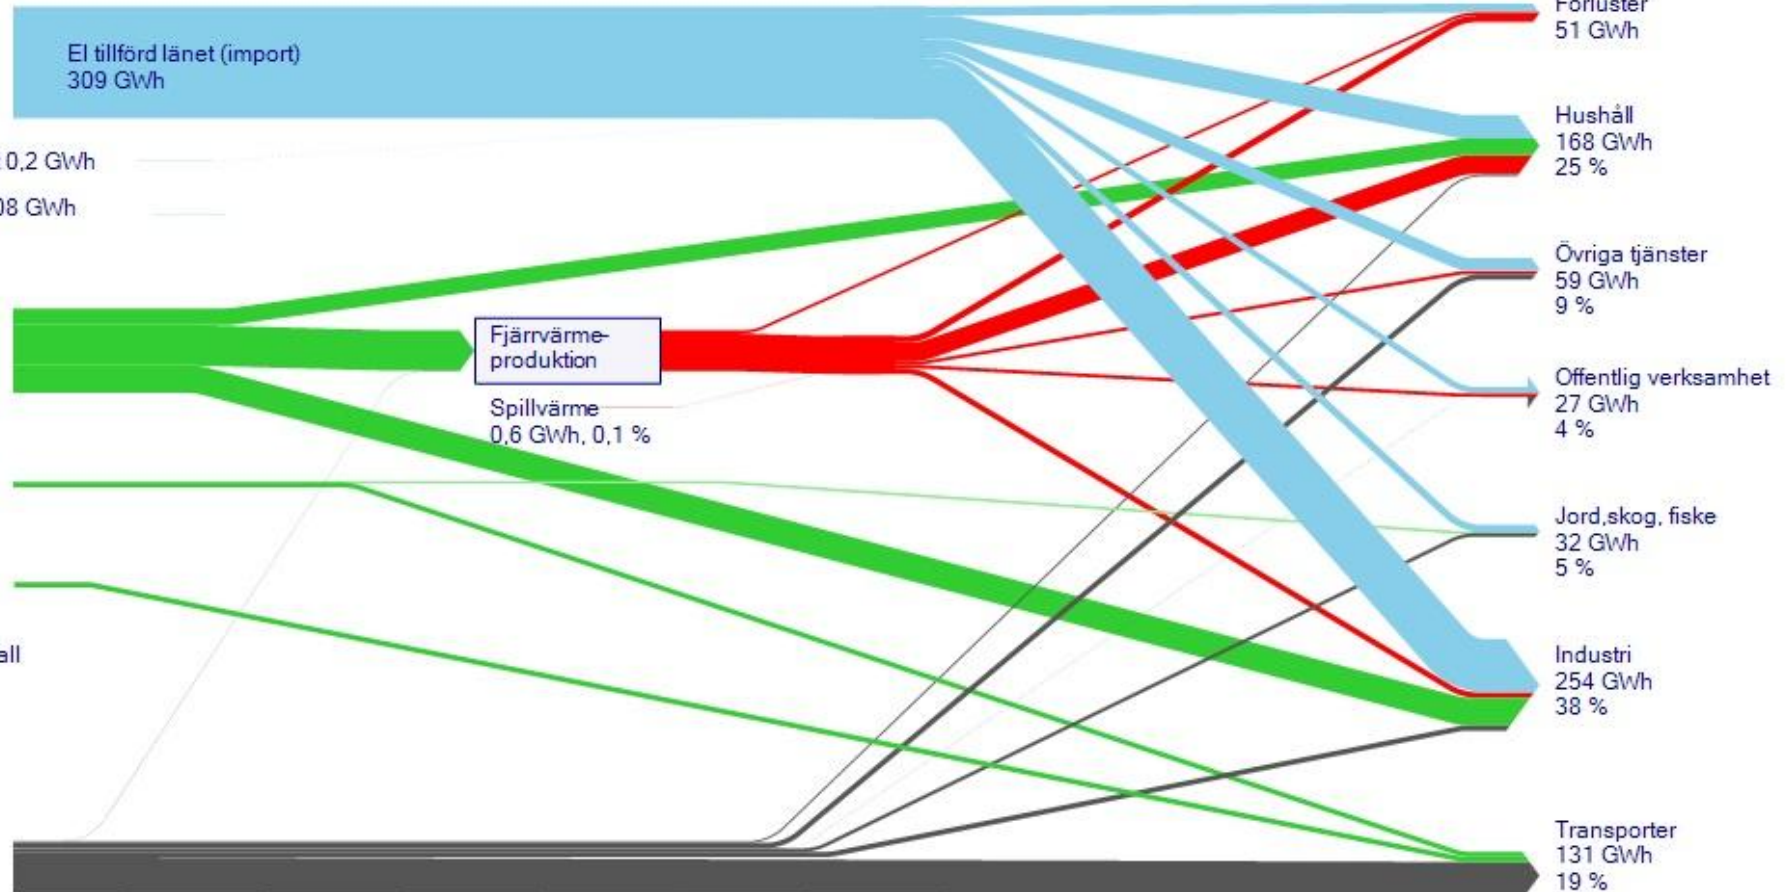 El tillförd länet (import)
309 GWh
0,2 GWh
08 GWh
Fjärrvärme-
produktion
Spillvärme
0,6 GWh, 0,1 %
all
Förluster
51 GWh
Hushåll
168 GWh
25 %
Övriga tjänster
59 GWh
9 %
Offentlig verksamhet
27 GWh
4 %
Jord,skog, fiske
32 GWh
5 %
Industri
254 GWh
38 %
Transporter
131 GWh
19 %